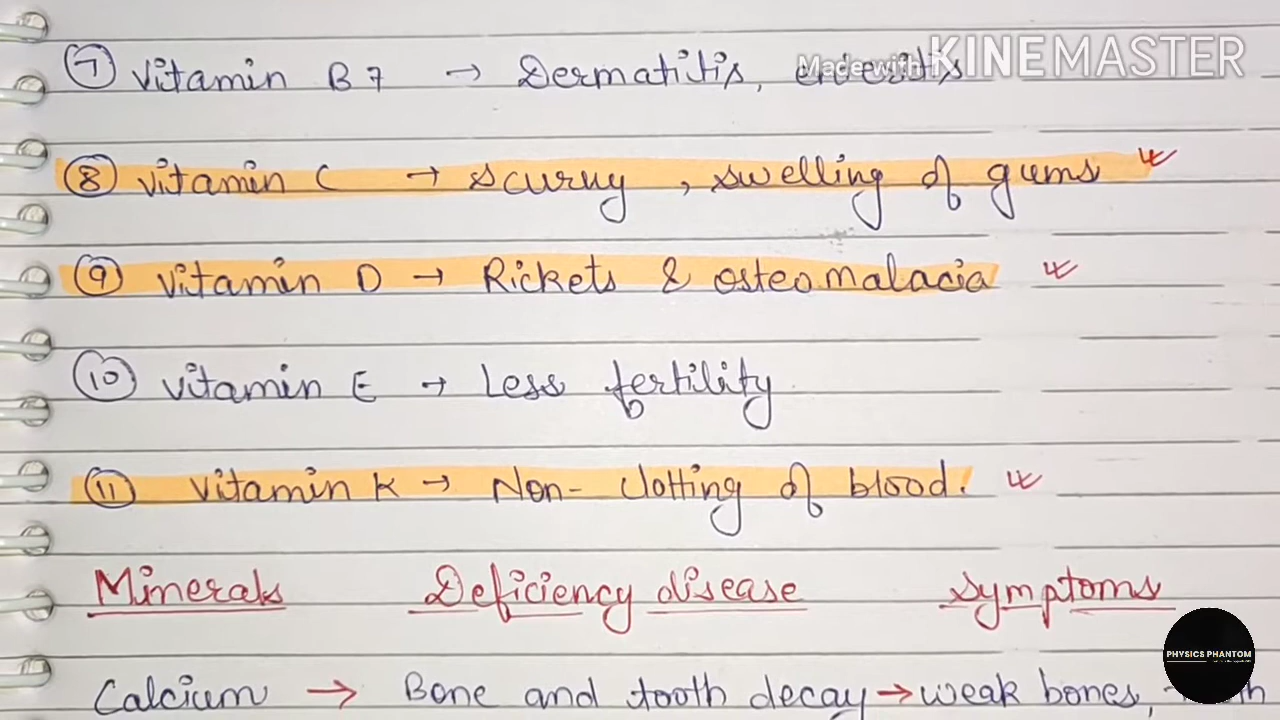 ⑦ Vitamin B7 → Dermatitis, enteritis
Made with KINEMASTER
⑧ Vitamin C → Scurvy, swelling of gums
⑨ Vitamin D → Rickets & osteomalacia
⑩ Vitamin E → Less fertility
⑪ Vitamin K → Non-clotting of blood.
Minerals Deficiency disease Symptoms
PHYSICS PHANTOM
Calcium → Bone and tooth decay → weak bones,